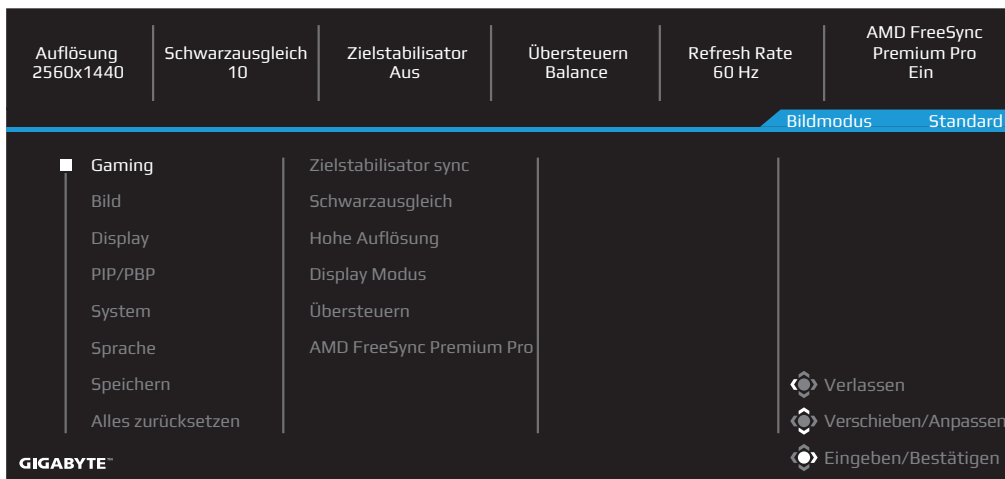 Auflösung
2560x1440
Schwarzausgleich
10
Zielstabilisator
Aus
Übersteuern
Balance
Refresh Rate
60 Hz
AMD FreeSync
Premium Pro
Ein
Bildmodus Standard
Gaming
Bild
Display
PIP/PBP
System
Sprache
Speichern
Alles zurücksetzen
Zielstabilisator sync
Schwarzausgleich
Hohe Auflösung
Display Modus
Übersteuern
AMD FreeSync Premium Pro
Verlassen
Verschieben/Anpassen
Eingeben/Bestätigen
GIGABYTE™